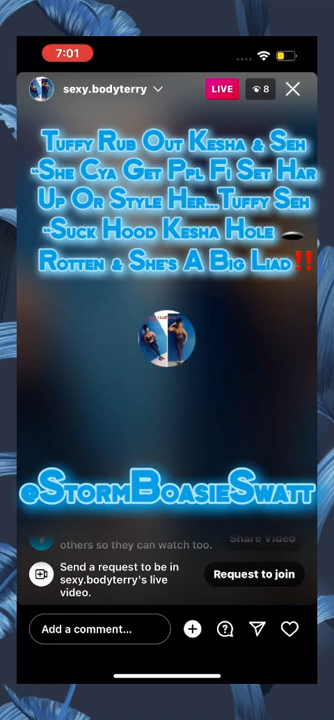 7:01
sexy.bodyterry
LIVE
8
Tuffy Rub Out Kesha & Seh
~She Cya Get Ppl Fi Set Har
Up Or Style Her...Tuffy Seh
~Suck Hood Kesha Hole 🕳️
Rotten & She's A Big Liad‼️
@StormBoasieSwatt
others so they can watch too.
Share Video
Send a request to be in
sexy.bodyterry's live
video.
Request to join
Add a comment...